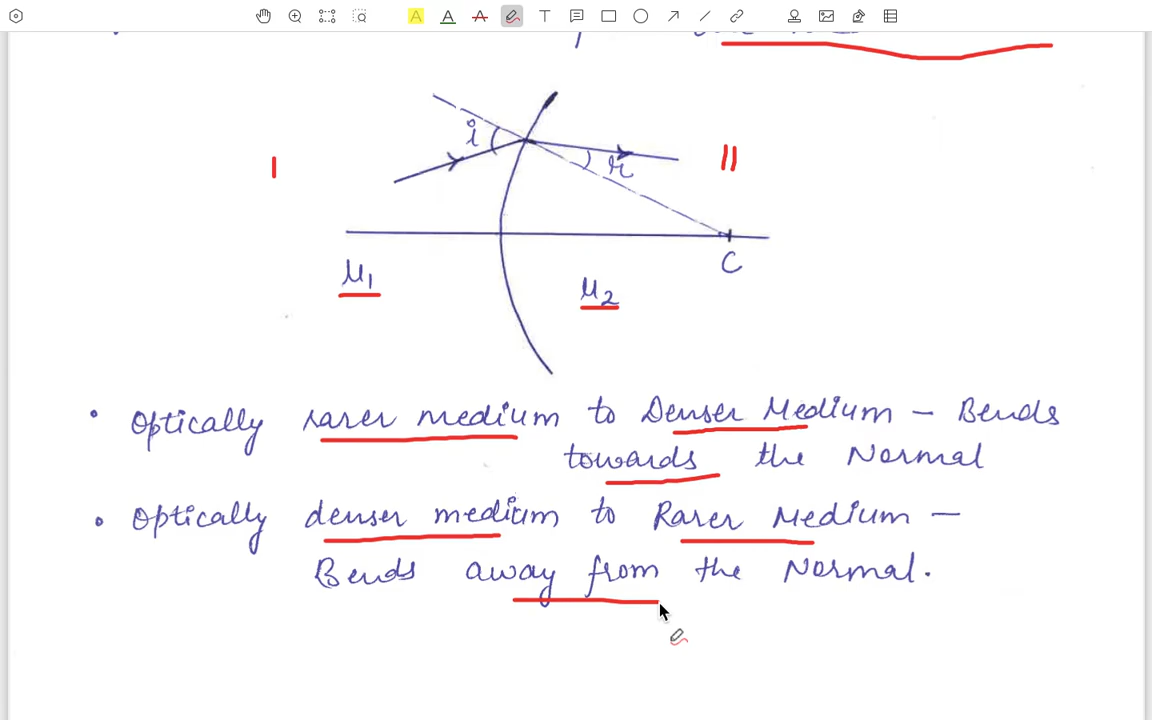 i
r
I
II
C
μ1
μ2
• Optically rarer medium to Denser Medium - Bends
towards the Normal
• Optically denser medium to Rarer Medium -
Bends away from the Normal.